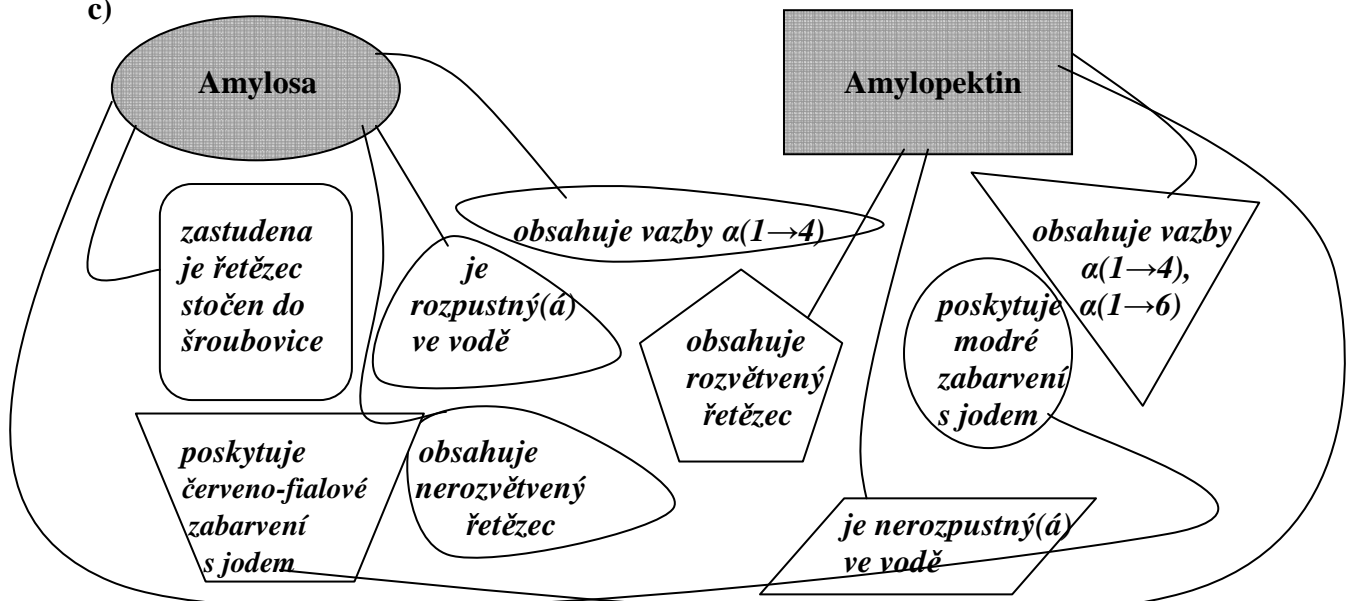 c)
Amylosa
Amylopektin
zastudena
je řetězec
stočen do
šroubovice
je
rozpustný(á)
ve vodě
obsahuje vazby α(1→4)
obsahuje
rozvětvený
řetězec
poskytuje
modré
zabarvení
s jodem
obsahuje vazby
α(1→4),
α(1→6)
poskytuje
červeno-fialové
zabarvení
s jodem
obsahuje
nerozvětvený
řetězec
je nerozpustný(á)
ve vodě